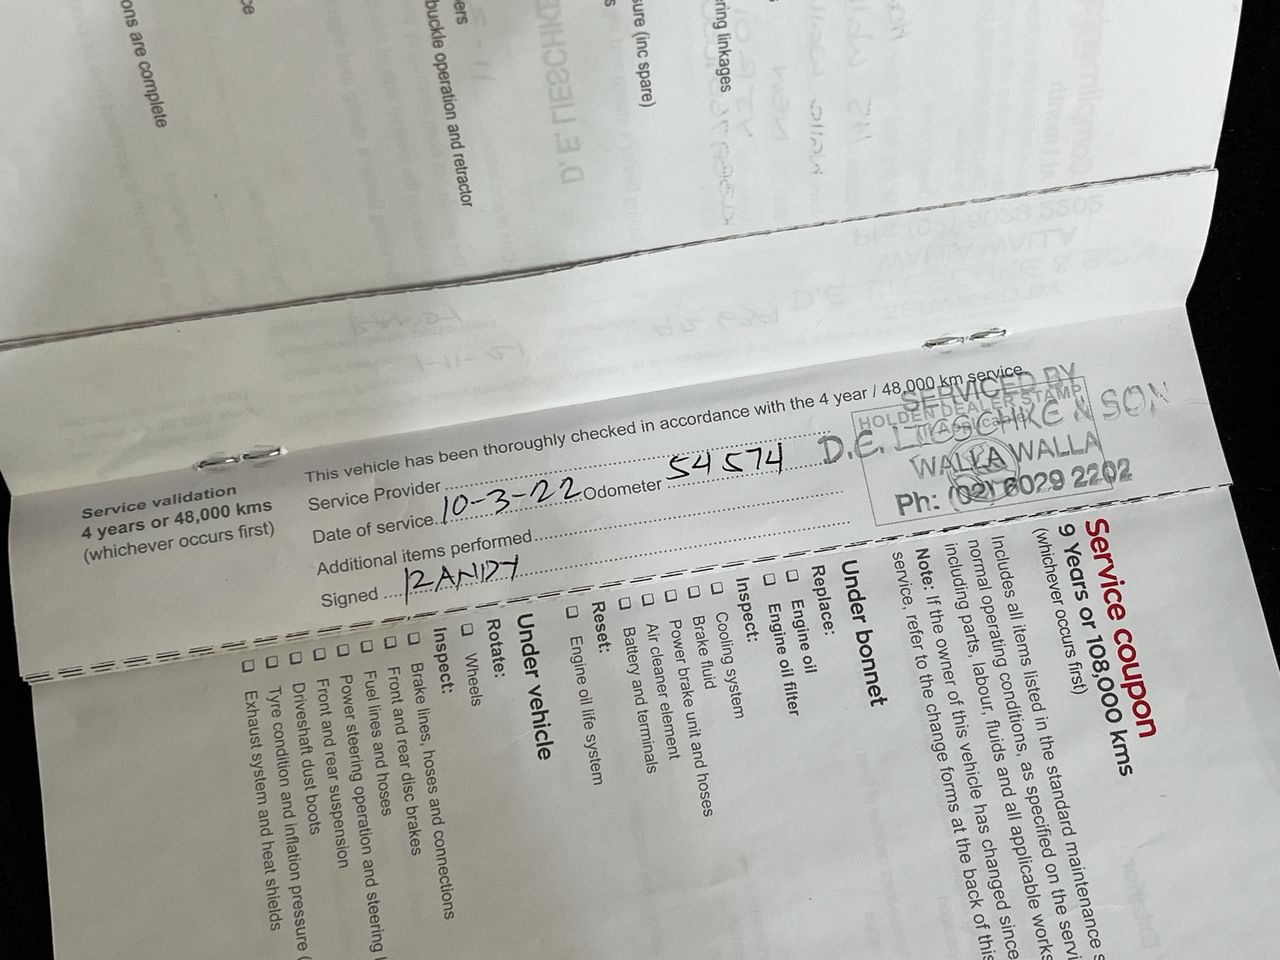 ons are complete
ce
ers
buckle operation and retractor
sure (inc spare)
s
ring linkages
Service validation
4 years or 48,000 kms
(whichever occurs first)
This vehicle has been thoroughly checked in accordance with the 4 year / 48,000 km service
Service Provider
Date of service 10-3-22 Odometer 54574
Additional items performed
Signed RANDY
HOLDEN DEALER STAMP
SERVICED BY
D.E. LIESCHKE & SON
WALLA WALLA
Ph: (02) 6029 2202
Service coupon
9 Years or 108,000 kms
(whichever occurs first)
Includes all items listed in the standard maintenance s
normal operating conditions, as specified on the servi
including parts, labour, fluids and all applicable works
Note: If the owner of this vehicle has changed since
service, refer to the change forms at the back of this
Under bonnet
Replace:
Engine oil
Engine oil filter
Inspect:
Cooling system
Brake fluid
Power brake unit and hoses
Air cleaner element
Battery and terminals
Reset:
Engine oil life system
Under vehicle
Rotate:
Wheels
Inspect:
Brake lines, hoses and connections
Front and rear disc brakes
Fuel lines and hoses
Power steering operation and steering l
Front and rear suspension
Driveshaft dust boots
Tyre condition and inflation pressure (
Exhaust system and heat shields